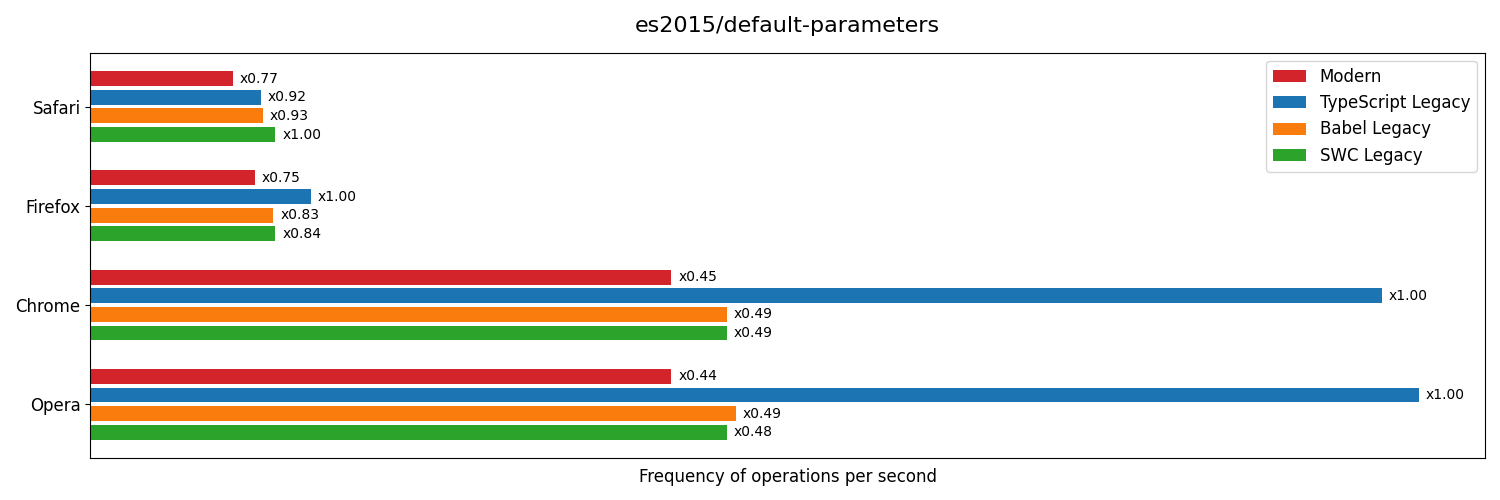 es2015/default-parameters
Modern
TypeScript Legacy
Babel Legacy
SWC Legacy
Safari
x0.77
x0.92
x0.93
x1.00
Firefox
x0.75
x1.00
x0.83
x0.84
Chrome
x0.45
x1.00
x0.49
x0.49
Opera
x0.44
x1.00
x0.49
x0.48
Frequency of operations per second